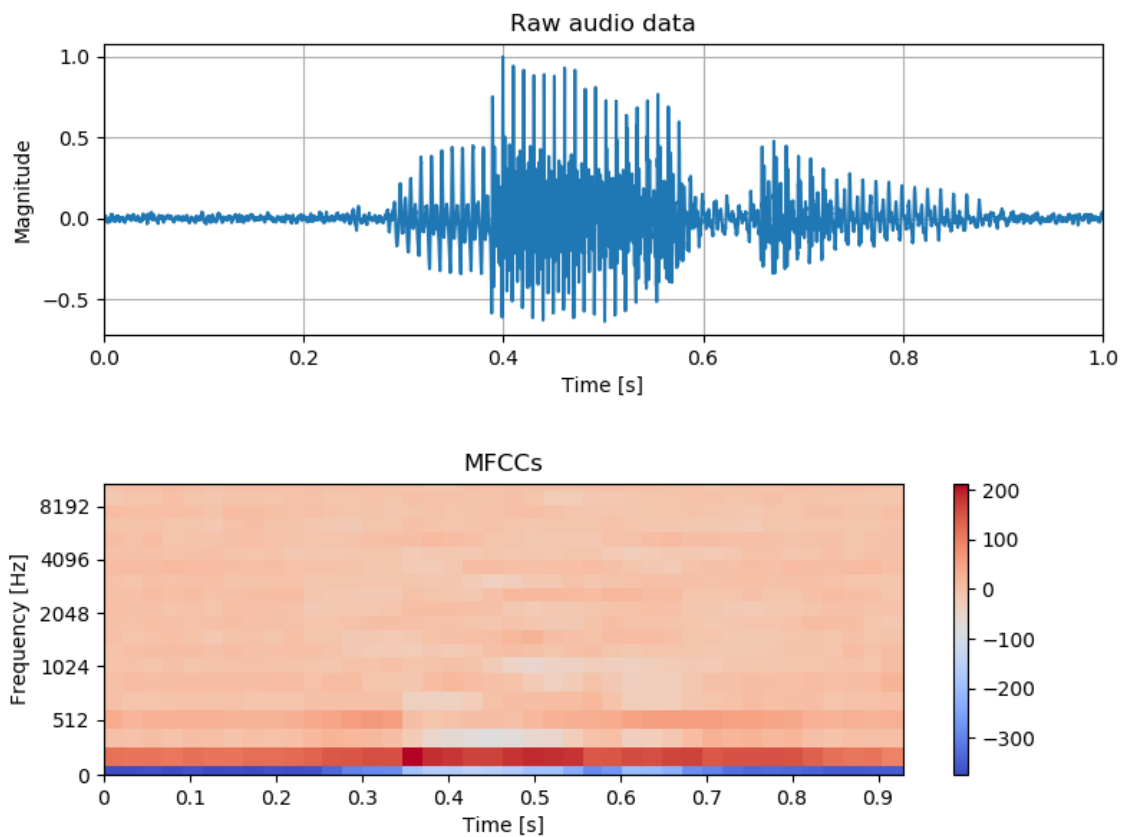 Raw audio data
1.0
0.5
0.0
−0.5
Magnitude
0.0 0.2 0.4 0.6 0.8 1.0
Time [s]
MFCCs
8192
4096
2048
1024
512
0
Frequency [Hz]
0 0.1 0.2 0.3 0.4 0.5 0.6 0.7 0.8 0.9
Time [s]
200
100
0
−100
−200
−300